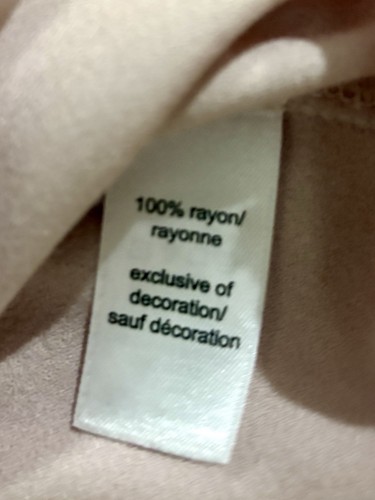 100% rayon/
rayonne
exclusive of
decoration/
sauf décoration